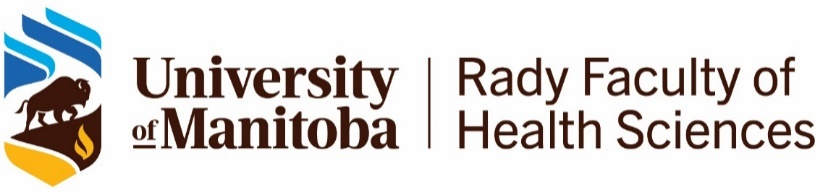 University
of Manitoba
Rady Faculty of
Health Sciences